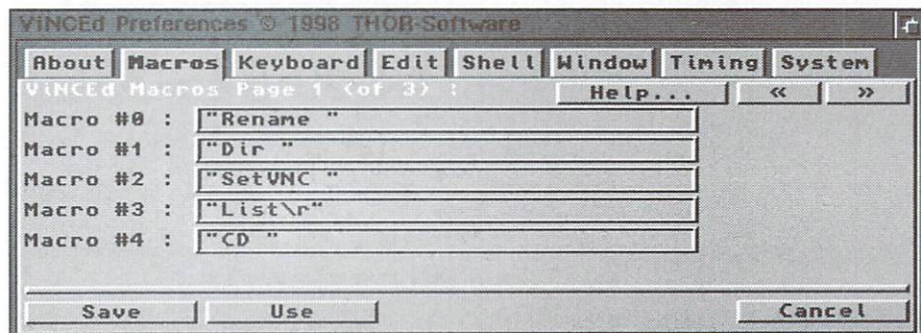 ViNCEd Preferences © 1998 THOR-Software
About Macros Keyboard Edit Shell Window Timing System
ViNCEd Macros Page 1 (of 3) : Help... << >>
Macro #0 : "Rename "
Macro #1 : "Dir "
Macro #2 : "SetVNC "
Macro #3 : "List\r"
Macro #4 : "CD "
Save Use Cancel